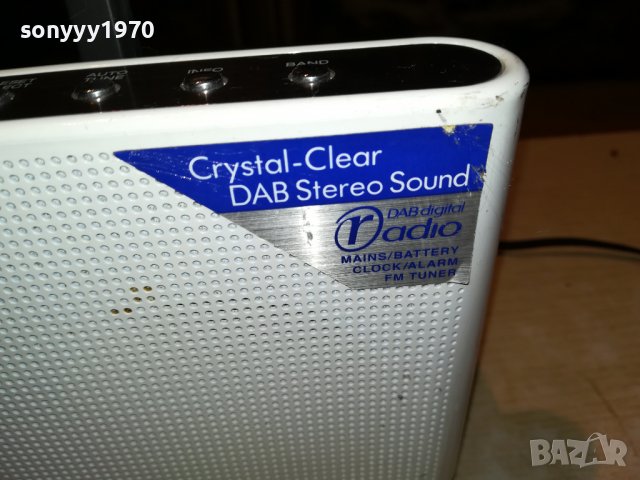 sonyyy1970
AUTO
TUNE
INFO
BAND
Crystal-Clear
DAB Stereo Sound
DAB digital
radio
MAINS/BATTERY
CLOCK/ALARM
FM TUNER
BAZAR